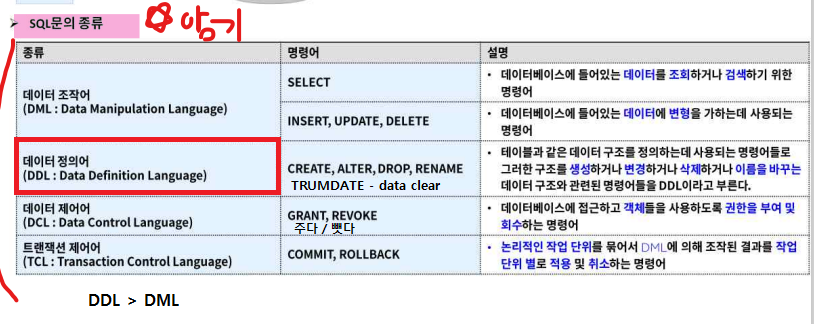 ➢ SQL문의 종류 ☆ 암기
종류 명령어 설명
데이터 조작어
(DML : Data Manipulation Language)
SELECT
• 데이터베이스에 들어있는 데이터를 조회하거나 검색하기 위한
명령어
INSERT, UPDATE, DELETE
• 데이터베이스에 들어있는 데이터에 변형을 가하는데 사용되는
명령어
데이터 정의어
(DDL : Data Definition Language)
CREATE, ALTER, DROP, RENAME
TRUMDATE - data clear
• 테이블과 같은 데이터 구조를 정의하는데 사용되는 명령어들로
그러한 구조를 생성하거나 변경하거나 삭제하거나 이름을 바꾸는
데이터 구조와 관련된 명령어들을 DDL이라고 부른다.
데이터 제어어
(DCL : Data Control Language)
GRANT, REVOKE
주다 / 뺏다
• 데이터베이스에 접근하고 객체들을 사용하도록 권한을 부여 및
회수하는 명령어
트랜잭션 제어어
(TCL : Transaction Control Language)
COMMIT, ROLLBACK
• 논리적인 작업 단위를 묶어서 DML에 의해 조작된 결과를 작업
단위 별로 적용 및 취소하는 명령어
DDL > DML